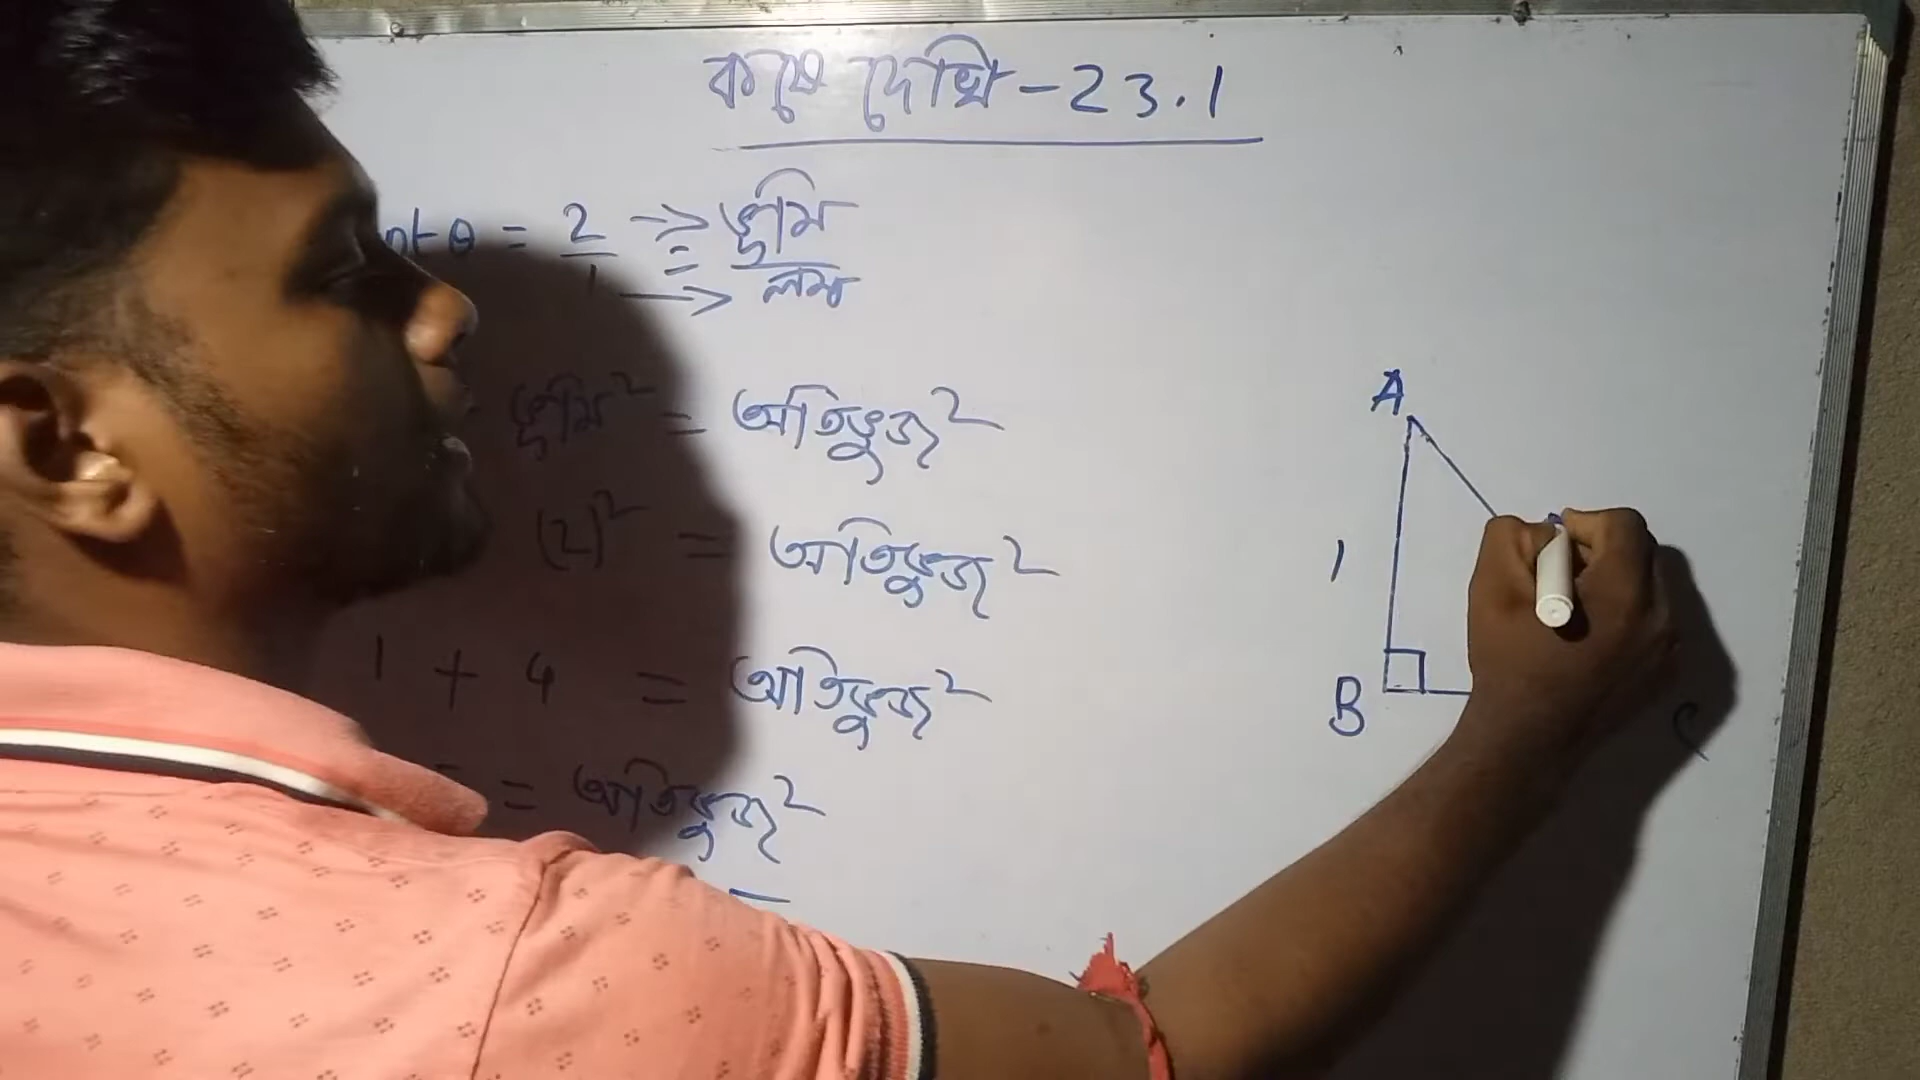 কষে দেখি - 23.1
ot θ = 2/1 => = ভূমি/লম্ব
ভূমি² = অতিভুজ²
(2)² = অতিভুজ²
1 + 4 = অতিভুজ²
= অতিভুজ²
A
1
B
C